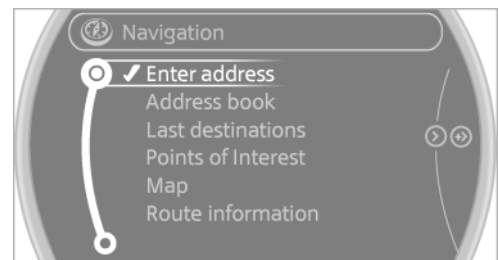 Navigation
Enter address
Address book
Last destinations
Points of Interest
Map
Route information